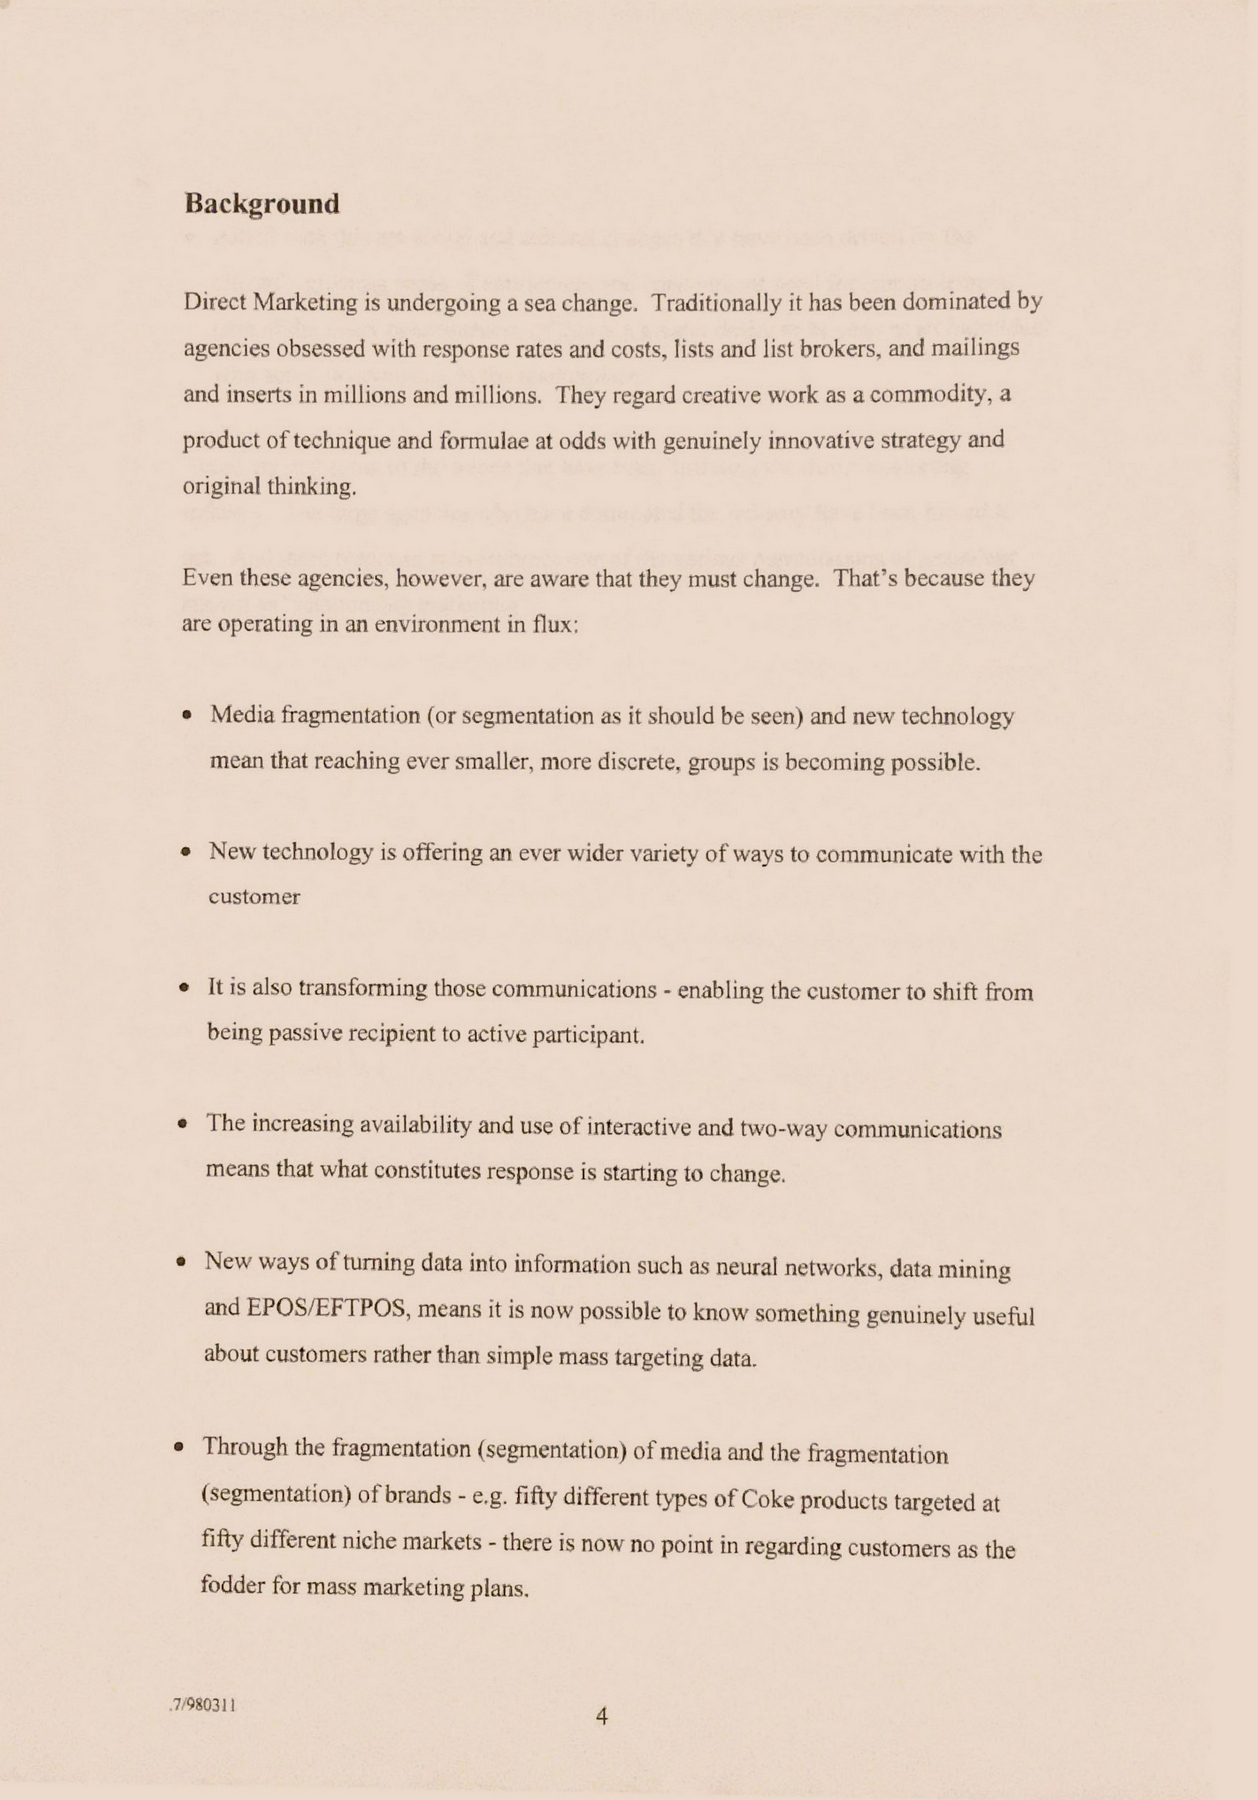 Background
Direct Marketing is undergoing a sea change. Traditionally it has been dominated by
agencies obsessed with response rates and costs, lists and list brokers, and mailings
and inserts in millions and millions. They regard creative work as a commodity, a
product of technique and formulae at odds with genuinely innovative strategy and
original thinking.
Even these agencies, however, are aware that they must change. That's because they
are operating in an environment in flux:
• Media fragmentation (or segmentation as it should be seen) and new technology
mean that reaching ever smaller, more discrete, groups is becoming possible.
• New technology is offering an ever wider variety of ways to communicate with the
customer
• It is also transforming those communications - enabling the customer to shift from
being passive recipient to active participant.
• The increasing availability and use of interactive and two-way communications
means that what constitutes response is starting to change.
• New ways of turning data into information such as neural networks, data mining
and EPOS/EFTPOS, means it is now possible to know something genuinely useful
about customers rather than simple mass targeting data.
• Through the fragmentation (segmentation) of media and the fragmentation
(segmentation) of brands - e.g. fifty different types of Coke products targeted at
fifty different niche markets - there is now no point in regarding customers as the
fodder for mass marketing plans.
.7/980311
4